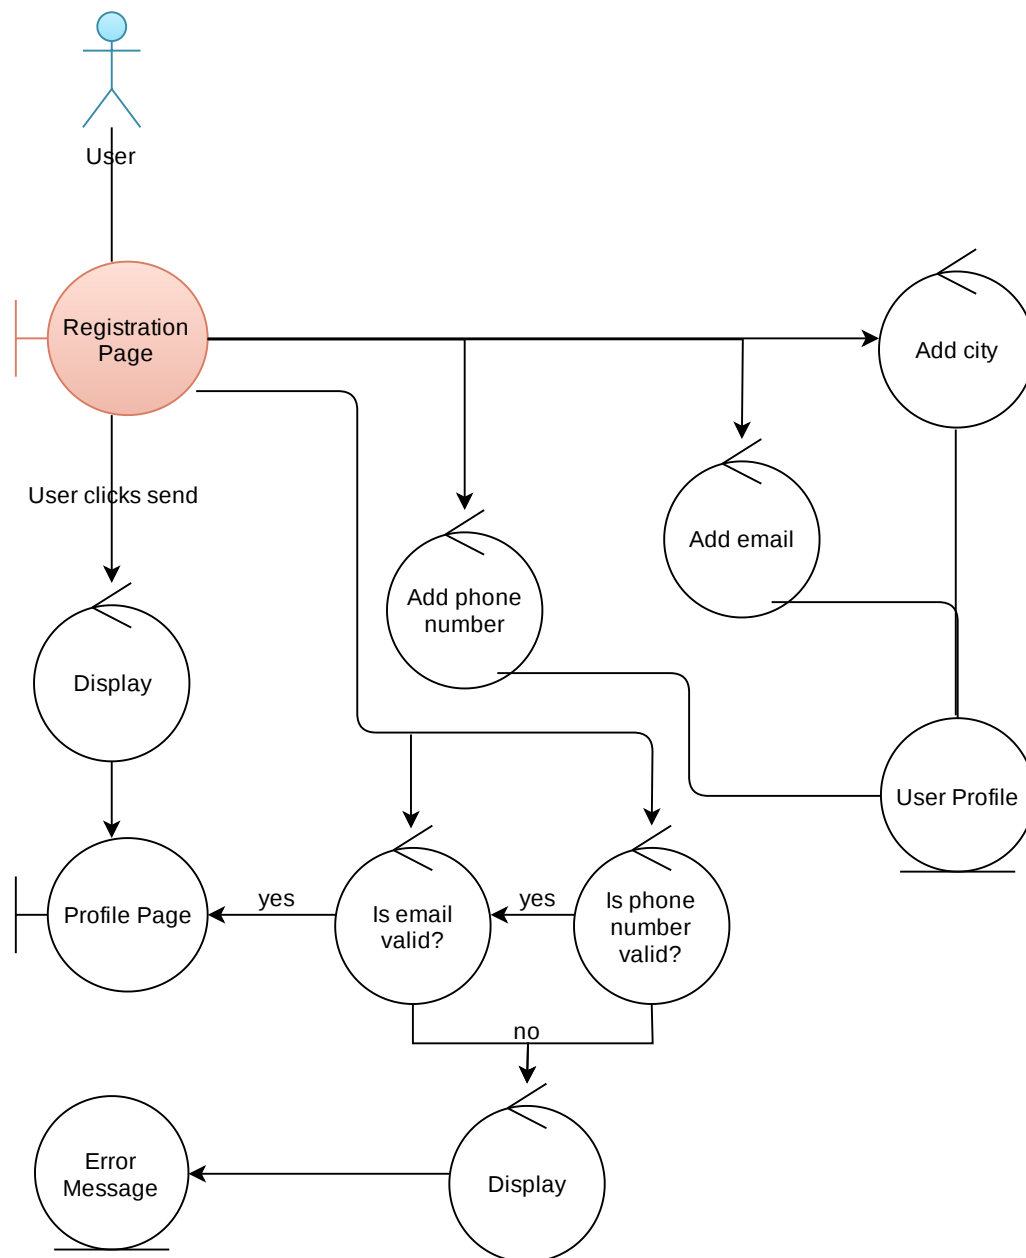 User
Registration
Page
Add city
User clicks send
Add email
Add phone
number
Display
User Profile
Profile Page
yes
Is email
valid?
yes
Is phone
number
valid?
no
Error
Message
Display